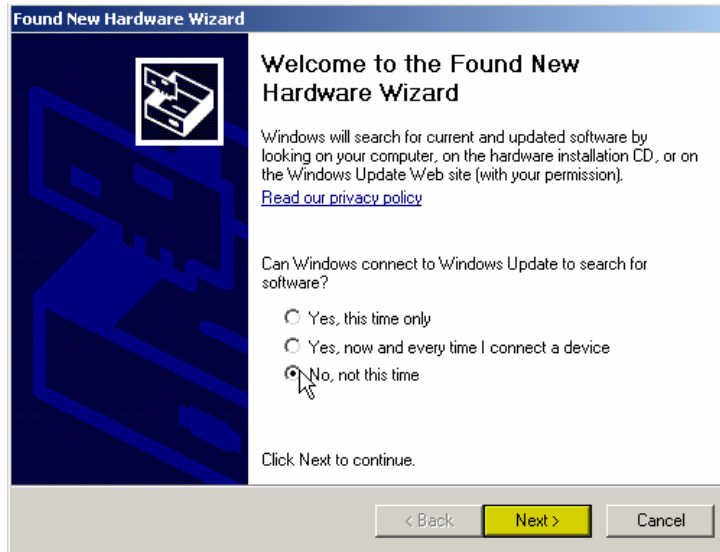 Found New Hardware Wizard
Welcome to the Found New
Hardware Wizard
Windows will search for current and updated software by
looking on your computer, on the hardware installation CD, or on
the Windows Update Web site (with your permission).
Read our privacy policy
Can Windows connect to Windows Update to search for
software?
Yes, this time only
Yes, now and every time I connect a device
No, not this time
Click Next to continue.
< Back
Next >
Cancel